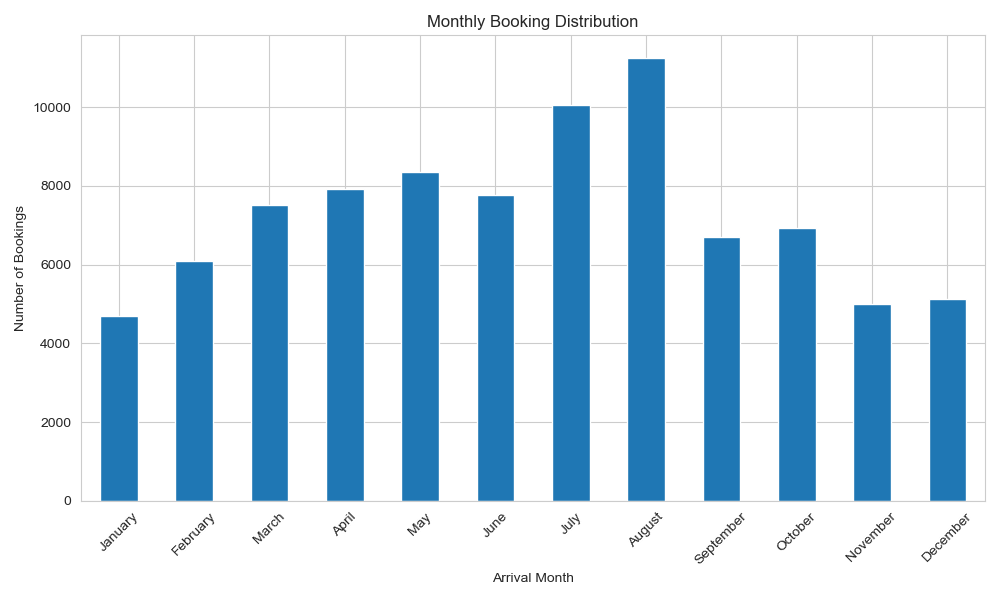 Monthly Booking Distribution
Number of Bookings
10000
8000
6000
4000
2000
0
January
February
March
April
May
June
July
August
September
October
November
December
Arrival Month